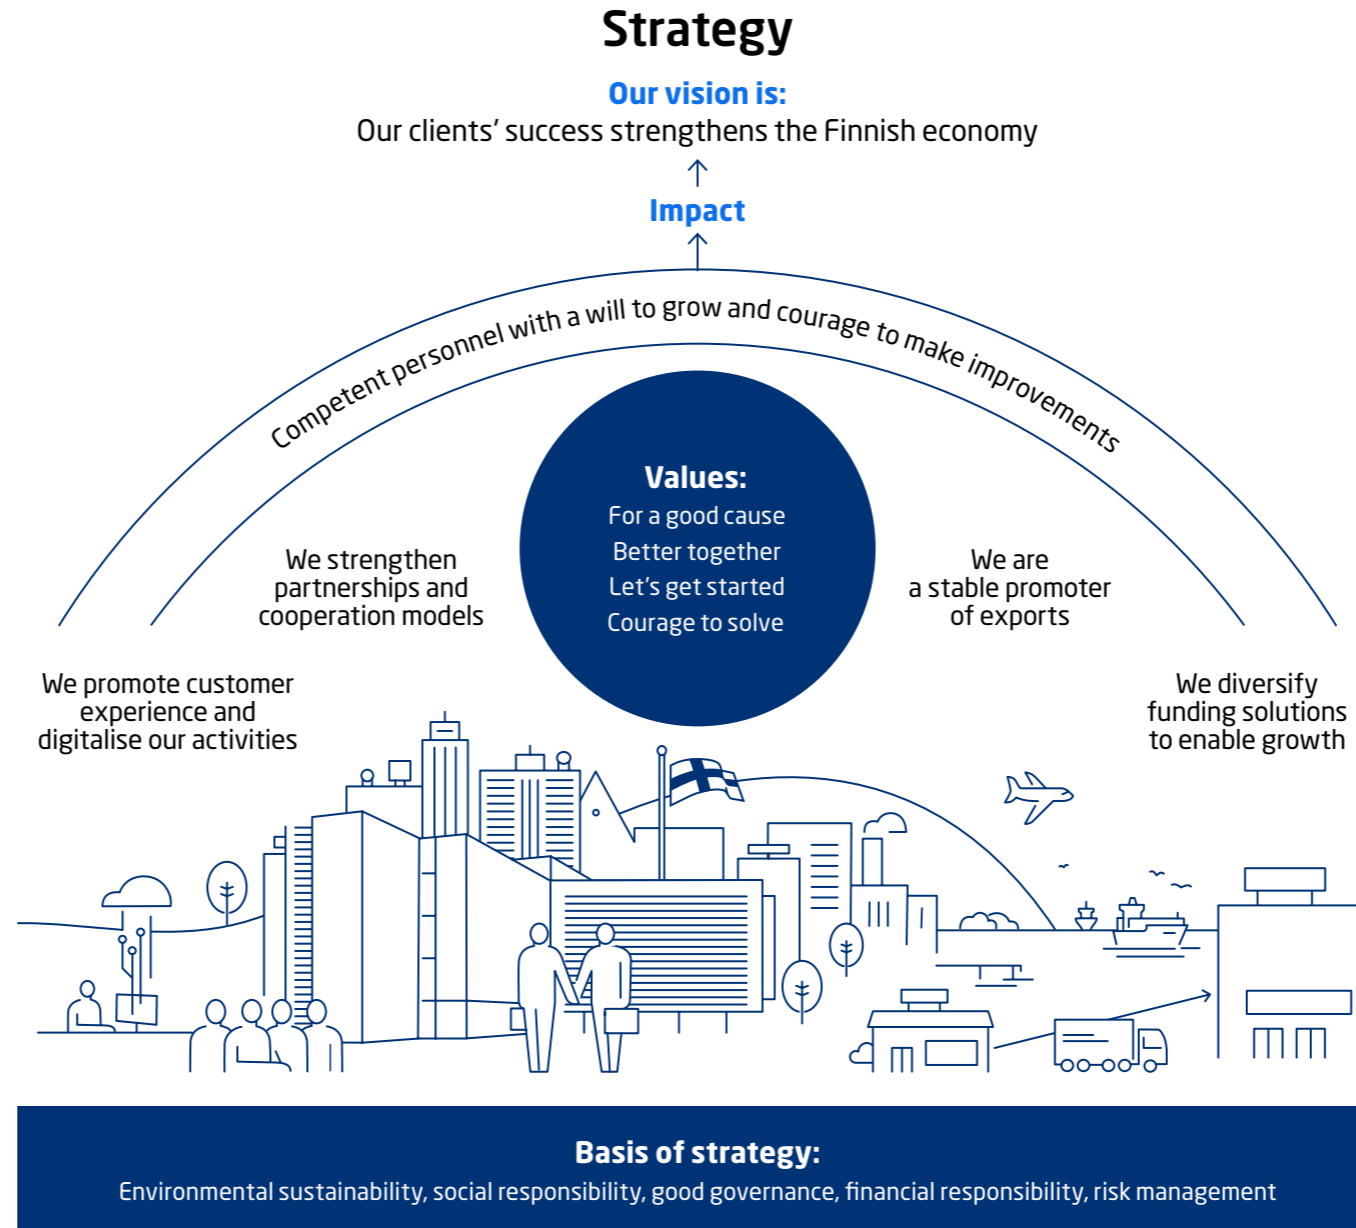 Strategy
Our vision is:
Our clients’ success strengthens the Finnish economy
Impact
Competent personnel with a will to grow and courage to make improvements
Values:
For a good cause
Better together
Let’s get started
Courage to solve
We strengthen
partnerships and
cooperation models
We are
a stable promoter
of exports
We promote customer
experience and
digitalise our activities
We diversify
funding solutions
to enable growth
Basis of strategy:
Environmental sustainability, social responsibility, good governance, financial responsibility, risk management